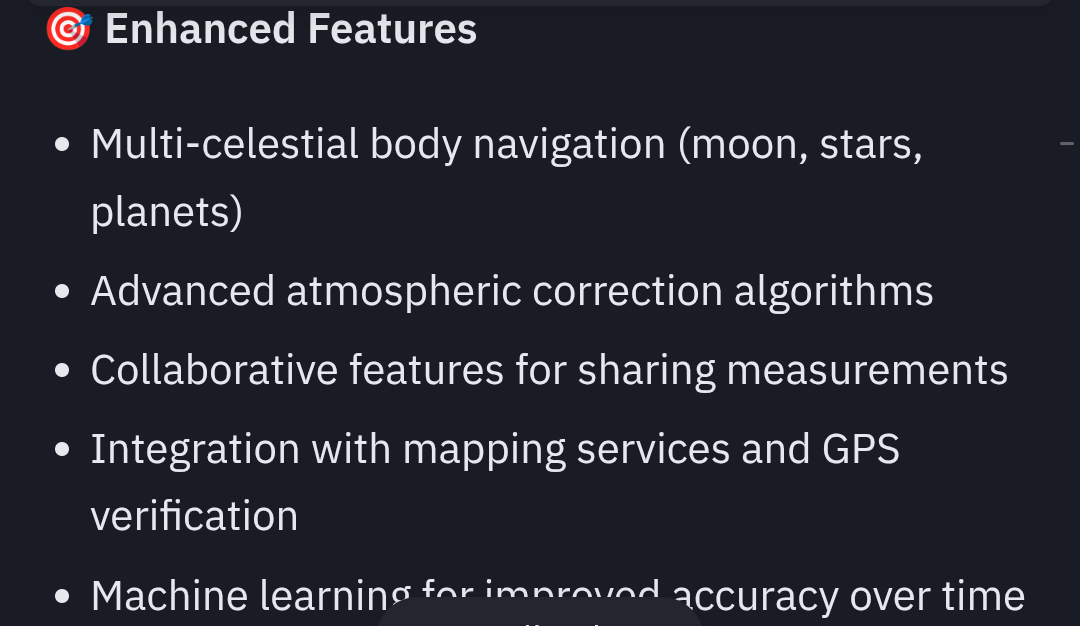 🎯 Enhanced Features
• Multi-celestial body navigation (moon, stars,
planets)
• Advanced atmospheric correction algorithms
• Collaborative features for sharing measurements
• Integration with mapping services and GPS
verification
• Machine learning for improved accuracy over time